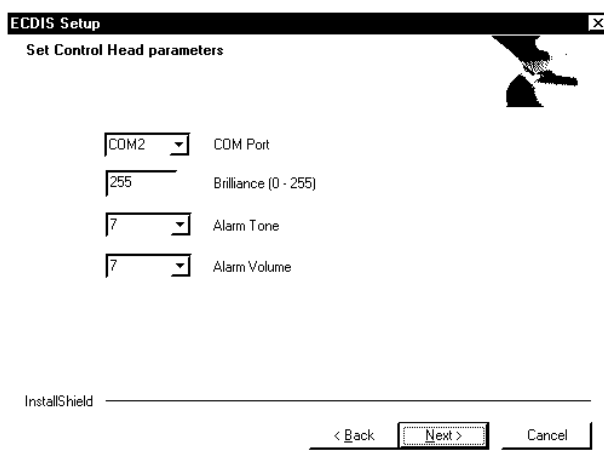 ECDIS Setup
Set Control Head parameters
COM2 COM Port
255 Brilliance (0 - 255)
7 Alarm Tone
7 Alarm Volume
InstallShield
< Back Next > Cancel